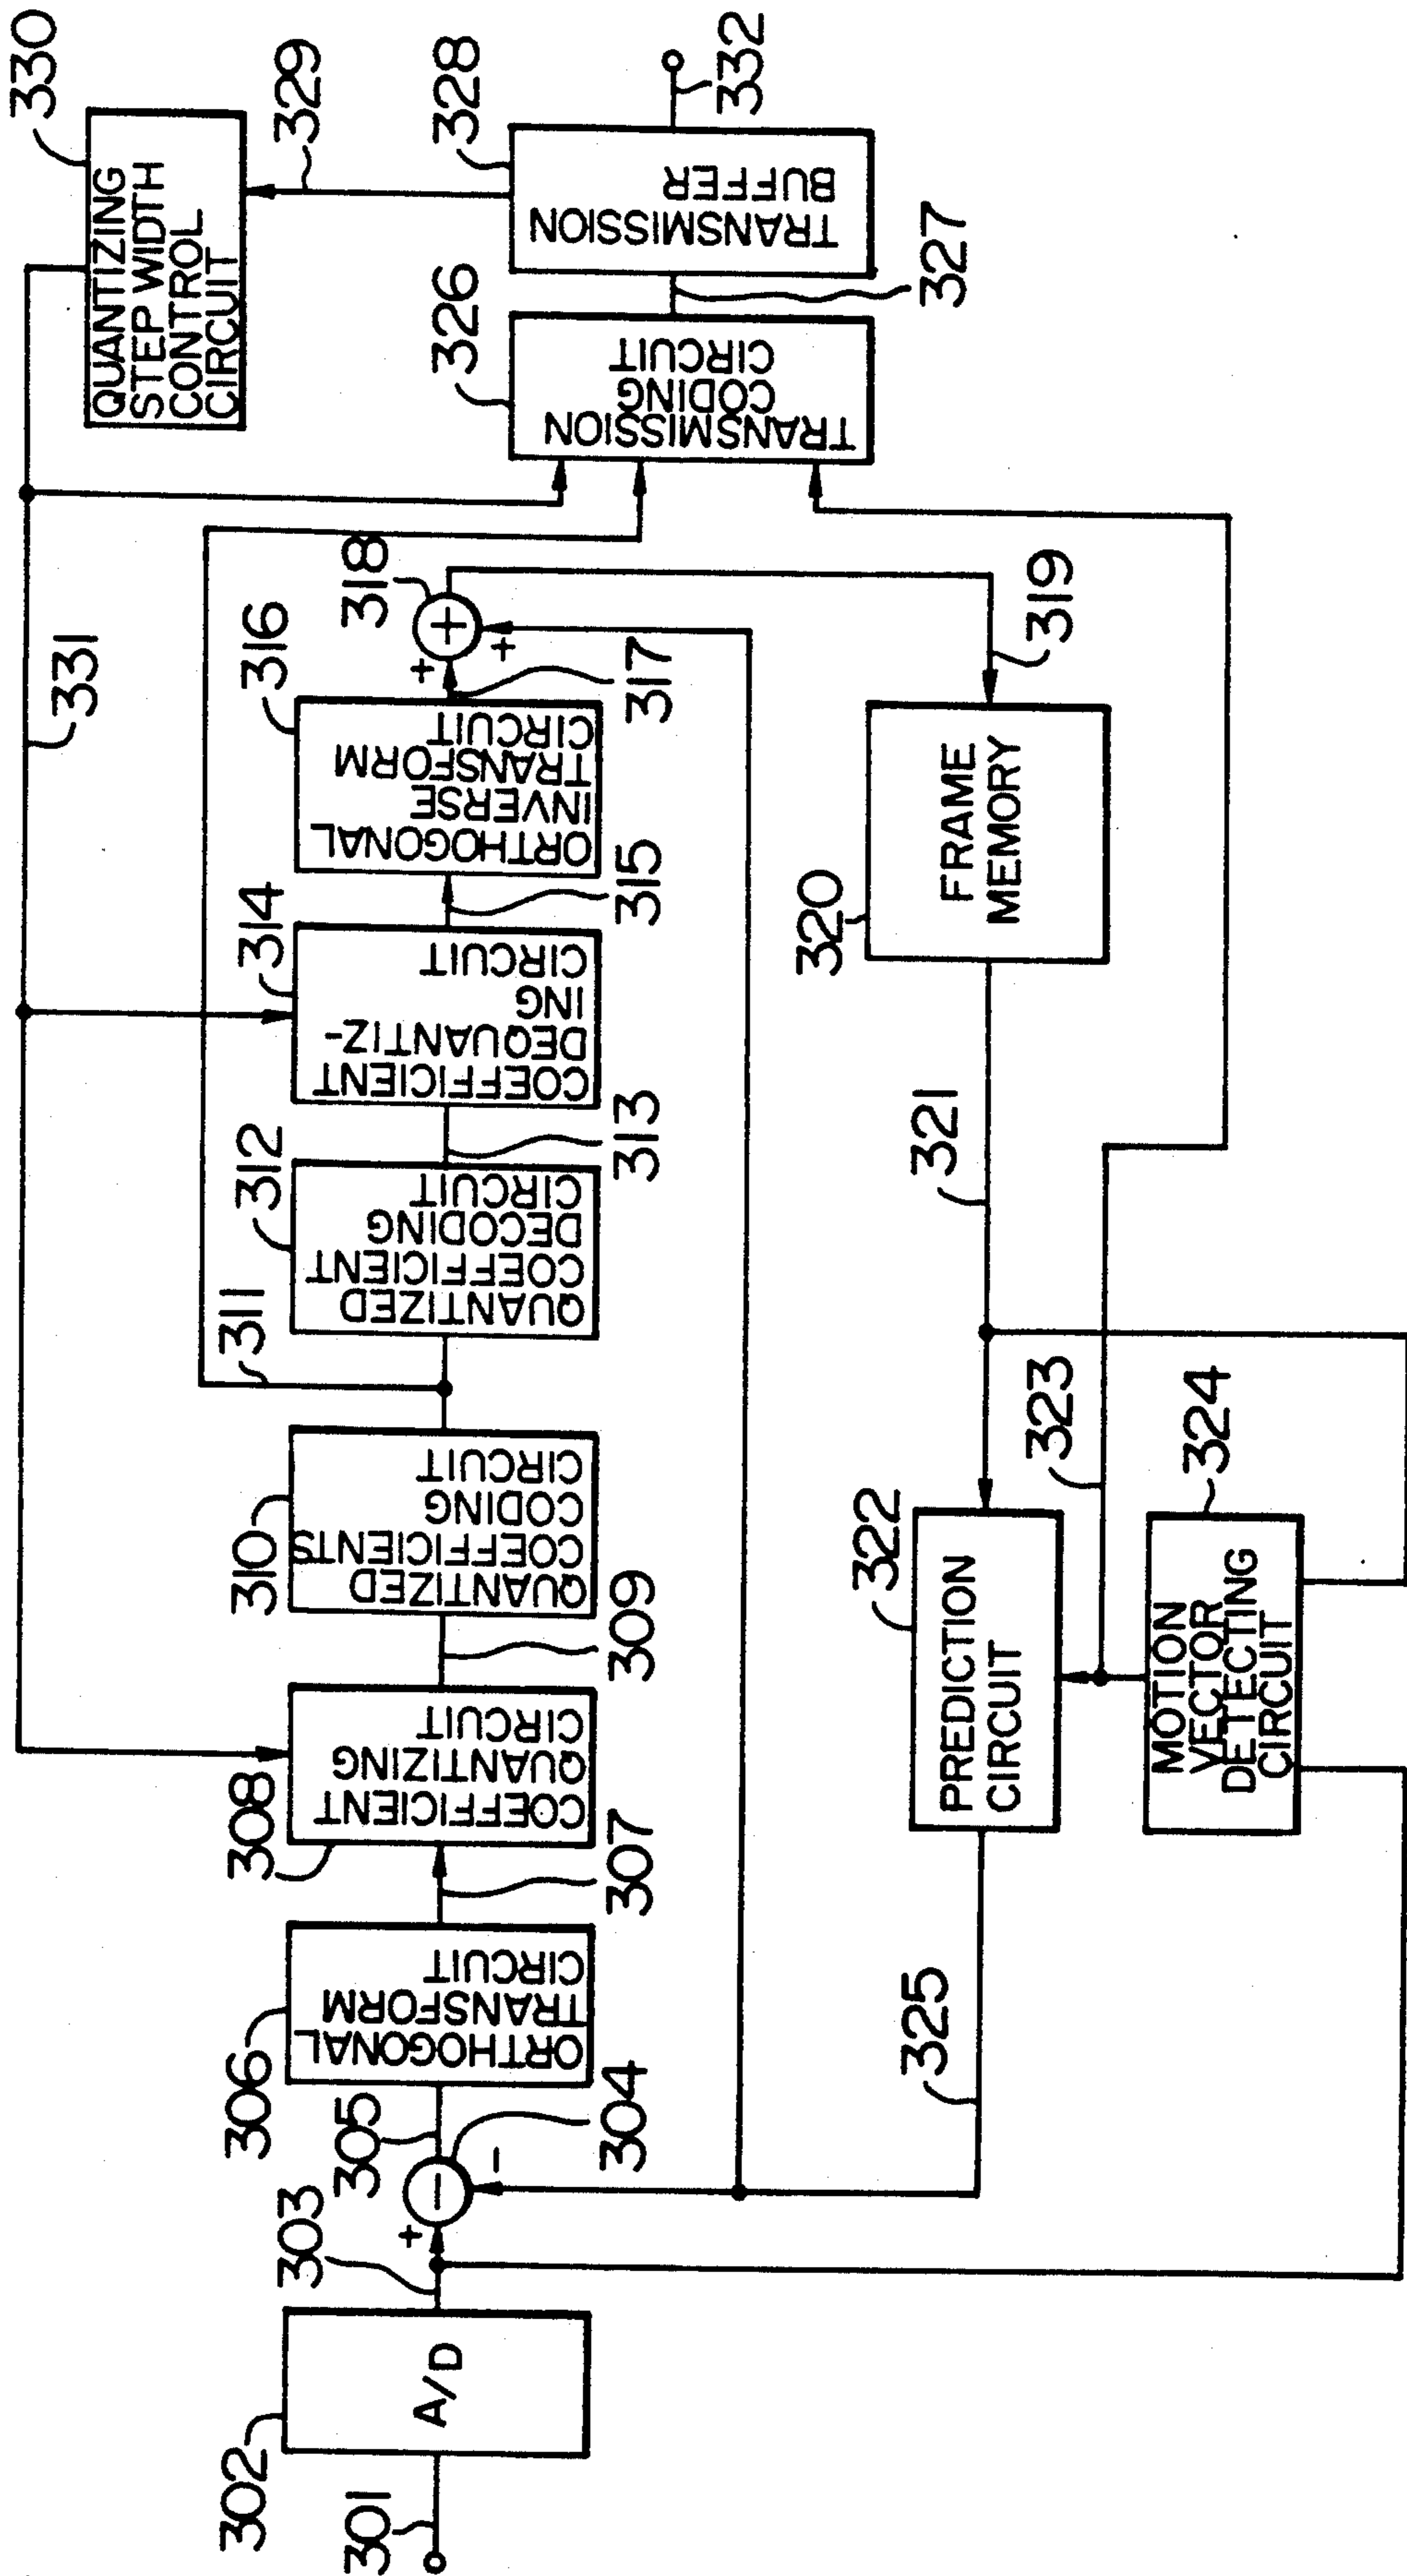 301
302
A/D
303
+
−
−
304
305
306
ORTHOGONAL
TRANSFORM
CIRCUIT
307
308
COEFFICIENT
QUANTIZING
CIRCUIT
309
310
QUANTIZED
COEFFICIENTS
CODING
CIRCUIT
311
312
QUANTIZED
COEFFICIENT
DECODING
CIRCUIT
313
314
COEFFICIENT
DEQUANTIZ-
ING
CIRCUIT
315
316
ORTHOGONAL
INVERSE
TRANSFORM
CIRCUIT
317
+
+
+
318
319
320
FRAME
MEMORY
321
322
PREDICTION
CIRCUIT
323
324
MOTION
VECTOR
DETECTING
CIRCUIT
325
326
TRANSMISSION
CODING
CIRCUIT
327
328
TRANSMISSION
BUFFER
329
330
QUANTIZING
STEP WIDTH
CONTROL
CIRCUIT
331
332